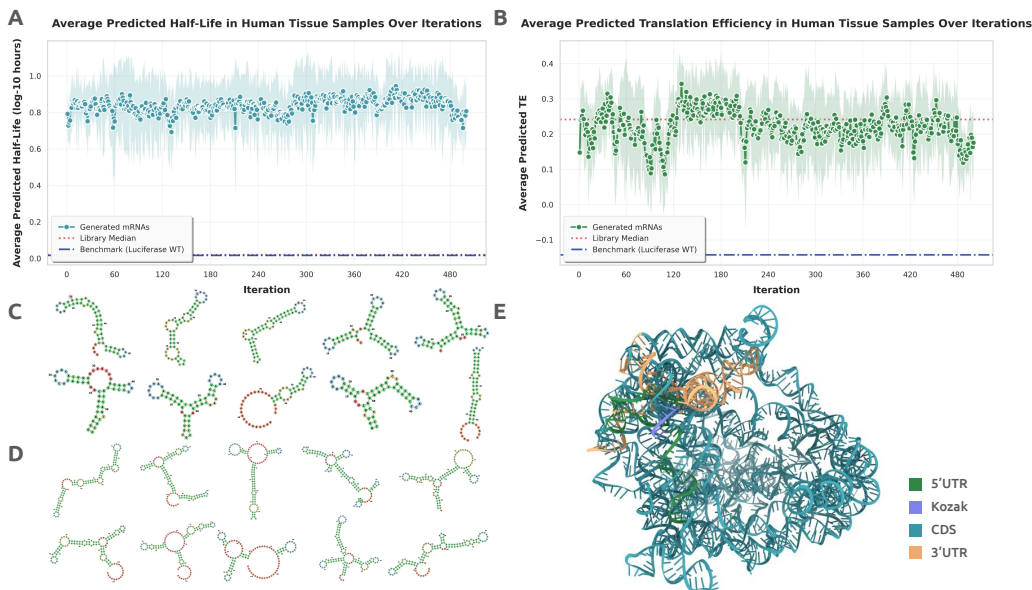 A
Average Predicted Half-Life in Human Tissue Samples Over Iterations
Average Predicted Half-Life (log-10 hours)
1.0
0.8
0.6
0.4
0.2
0.0
Generated mRNAs
Library Median
Benchmark (Luciferase WT)
0 60 120 180 240 300 360 420 480
Iteration
B
Average Predicted Translation Efficiency in Human Tissue Samples Over Iterations
Average Predicted TE
0.4
0.3
0.2
0.1
0.0
−0.1
Generated mRNAs
Library Median
Benchmark (Luciferase WT)
0 60 120 180 240 300 360 420 480
Iteration
C
D
E
5'UTR
Kozak
CDS
3'UTR